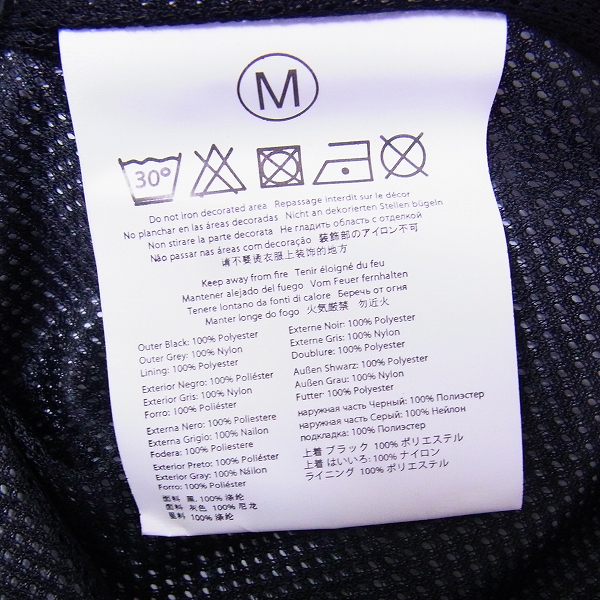 M
30°
Do not iron decorated area Repassage interdit sur le décor
No planchar en las áreas decoradas Nicht an dekorierten Stellen bügeln
Non stirare la parte decorata Не гладить область с отделкой
Não passar nas áreas com decoração 装飾部のアイロン不可
请不要烫衣服上装饰的地方
Keep away from fire Tenir éloigné du feu
Mantener alejado del fuego Vom Feuer fernhalten
Tenere lontano da fonti di calore Беречь от огня
Manter longe do fogo 火気厳禁 勿近火
Outer Black: 100% Polyester
Outer Grey: 100% Nylon
Lining: 100% Polyester
Exterior Negro: 100% Poliéster
Exterior Gris: 100% Nylon
Forro: 100% Poliéster
Externa Nero: 100% Poliestere
Externa Grigio: 100% Nailon
Fodera: 100% Poliestere
Exterior Preto: 100% Poliéster
Exterior Gray: 100% Náilon
Forro: 100% Poliéster
面料 黑, 100% 涤纶
面料 灰色 100% 尼龙
里料 100% 涤纶
Externe Noir: 100% Polyester
Externe Gris: 100% Nylon
Doublure: 100% Polyester
Außen Shwarz: 100% Polyester
Außen Grau: 100% Nylon
Futter 100% Polyester
наружная часть Черный: 100% Полиэстер
наружная часть Серый: 100% Нейлон
подкладка: 100% Полиэстер
上着 ブラック 100% ポリエステル
上着 はいいろ: 100% ナイロン
ライニング 100% ポリエステル